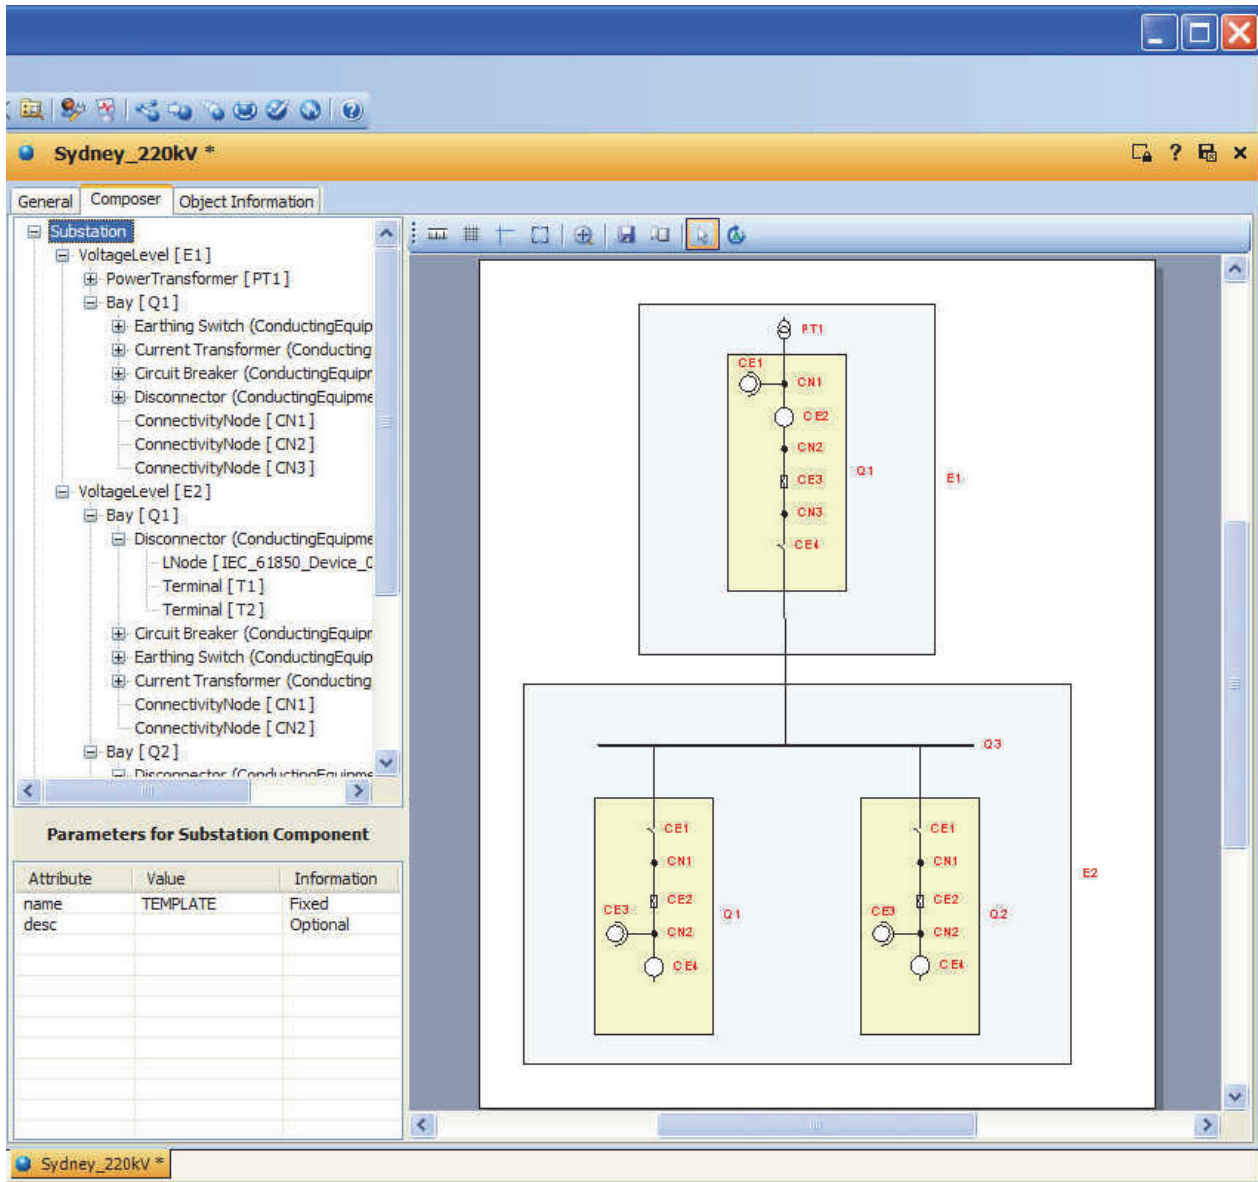 Sydney_220kV *
General Composer Object Information
Substation
VoltageLevel [E1]
PowerTransformer [PT1]
Bay [Q1]
Earthing Switch (ConductingEquip
Current Transformer (Conducting
Circuit Breaker (ConductingEquipr
Disconnector (ConductingEquipme
ConnectivityNode [CN1]
ConnectivityNode [CN2]
ConnectivityNode [CN3]
VoltageLevel [E2]
Bay [Q1]
Disconnector (ConductingEquipme
LNode [IEC_61850_Device_0
Terminal [T1]
Terminal [T2]
Circuit Breaker (ConductingEquipr
Earthing Switch (ConductingEquip
Current Transformer (Conducting
ConnectivityNode [CN1]
ConnectivityNode [CN2]
Bay [Q2]
Disconnector (ConductingEquipme
Parameters for Substation Component
Attribute Value Information
name TEMPLATE Fixed
desc Optional
PT1
CE1
CN1
CE2
CN2
CE3
CN3
CE4
Q1
E1
Q3
CE1
CN1
CE2
CE3
CN2
CE4
Q1
CE1
CN1
CE2
CE3
CN2
CE4
Q2
E2
Sydney_220kV *